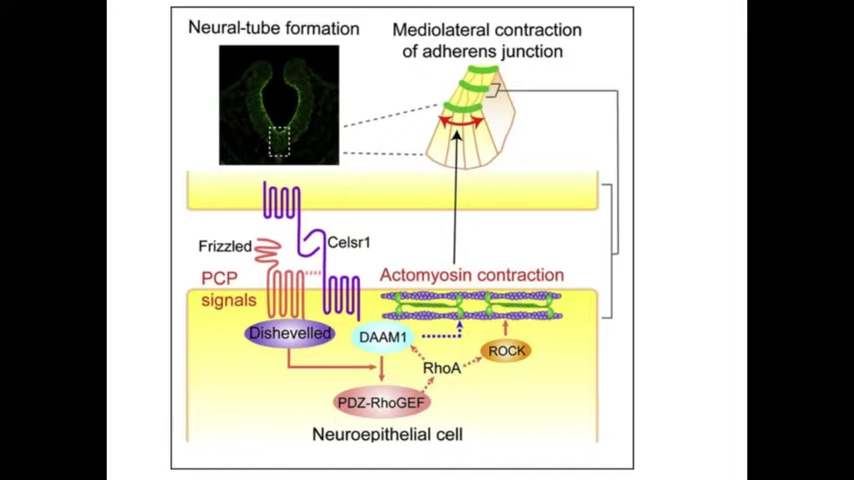 Neural-tube formation
Mediolateral contraction
of adherens junction
Frizzled
Celsr1
PCP
signals
Actomyosin contraction
Dishevelled
DAAM1
ROCK
RhoA
PDZ-RhoGEF
Neuroepithelial cell